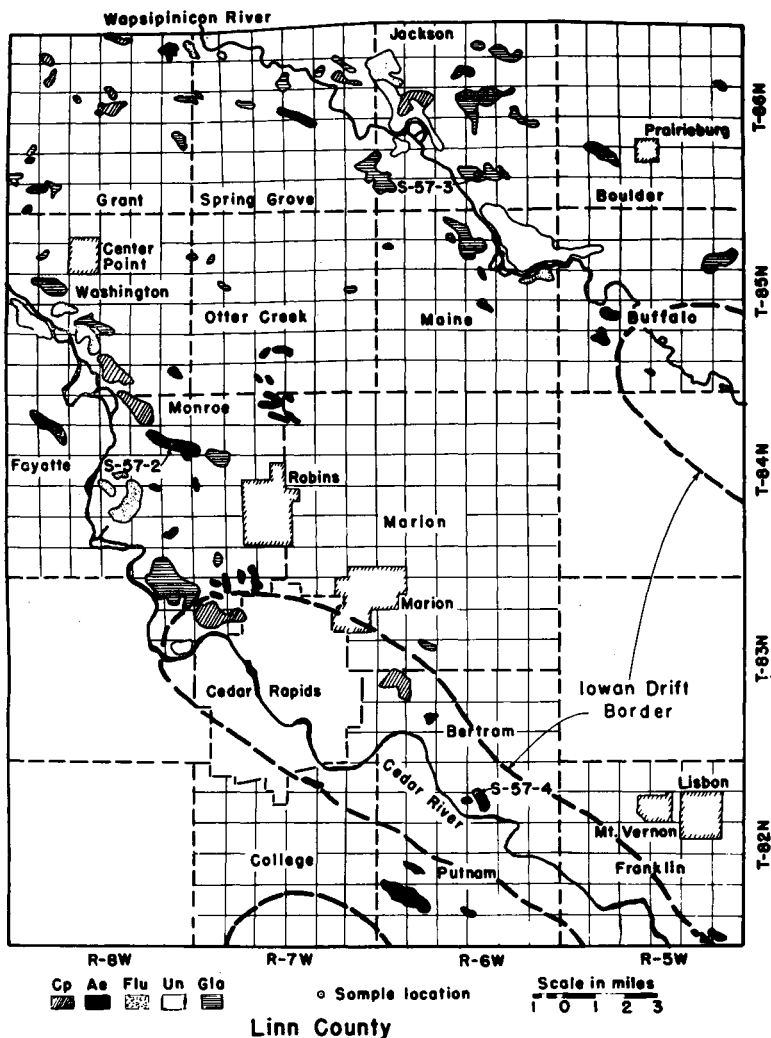 Wapsipinicon River
Jackson
T-86N
Prairieburg
S-57-3
Grant
Spring Grove
Boulder
Center
Point
Washington
T-85N
Otter Creek
Maine
Buffalo
Monroe
Fayatte
S-57-2
T-84N
Robins
Marion
Marion
T-83N
Cedar Rapids
Iowan Drift
Border
Bertram
Cedar River
S-57-4
Lisbon
Mt. Vernon
T-82N
College
Putnam
Franklin
R-8W R-7W R-6W R-5W
Cp Ae Flu Un Gla
Sample location
Scale in miles
1 0 1 2 3
Linn County